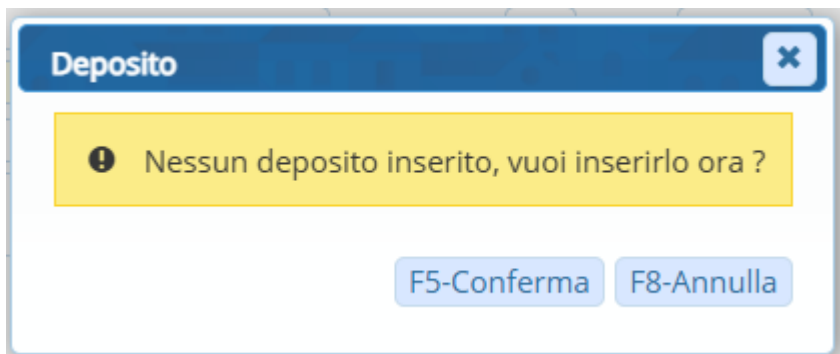 Deposito
Nessun deposito inserito, vuoi inserirlo ora ?
F5-Conferma F8-Annulla